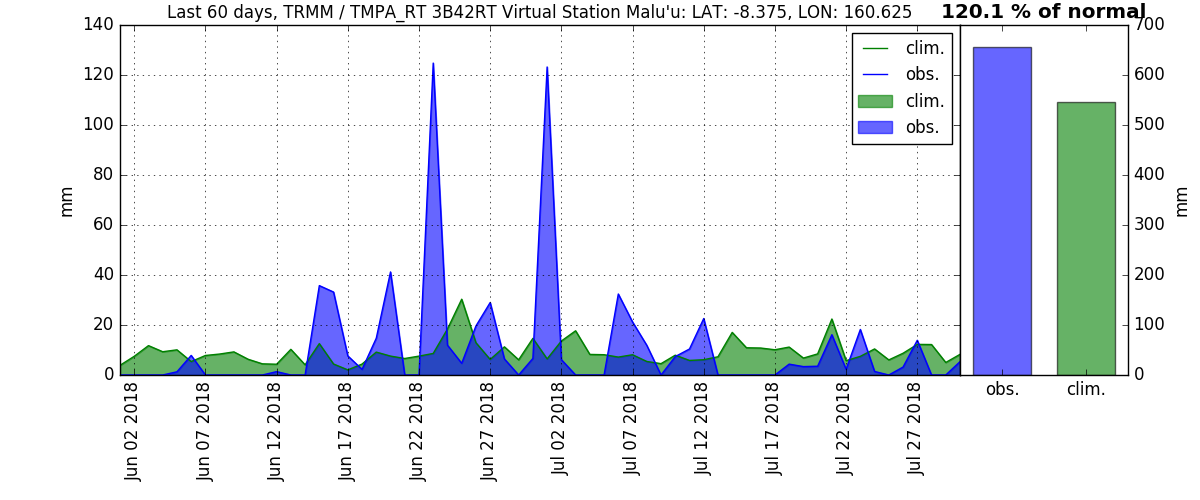 Last 60 days, TRMM / TMPA_RT 3B42RT Virtual Station Malu'u: LAT: -8.375, LON: 160.625
120.1 % of normal
140
120
100
80
60
40
20
0
mm
clim.
obs.
clim.
obs.
700
600
500
400
300
200
100
0
mm
Jun 02 2018
Jun 07 2018
Jun 12 2018
Jun 17 2018
Jun 22 2018
Jun 27 2018
Jul 02 2018
Jul 07 2018
Jul 12 2018
Jul 17 2018
Jul 22 2018
Jul 27 2018
obs.
clim.